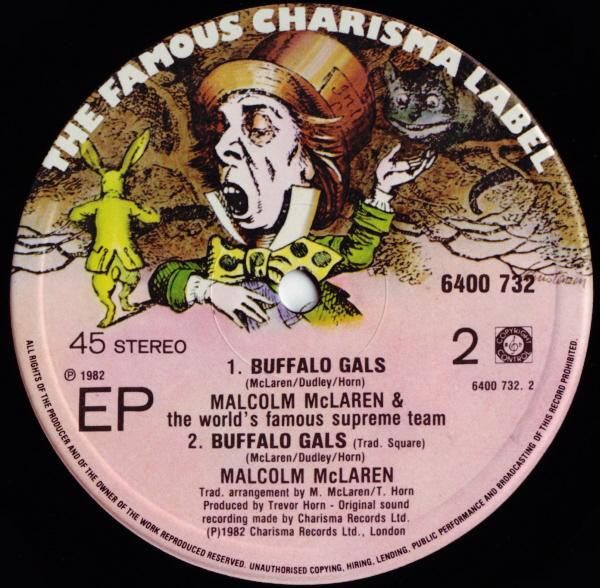 THE FAMOUS CHARISMA LABEL
6400 732
45 STEREO
2
COPYRIGHT CONTROL
℗ 1982
EP
6400 732. 2
1. BUFFALO GALS
(McLaren/Dudley/Horn)
MALCOLM McLAREN &
the world's famous supreme team
2. BUFFALO GALS (Trad. Square)
(McLaren/Dudley/Horn)
MALCOLM McLAREN
Trad. arrangement by M. McLaren/T. Horn
Produced by Trevor Horn - Original sound
recording made by Charisma Records Ltd.
(P)1982 Charisma Records Ltd., London
ALL RIGHTS OF THE PRODUCER AND OF THE OWNER OF THE WORK REPRODUCED RESERVED. UNAUTHORISED COPYING, HIRING, LENDING, PUBLIC PERFORMANCE AND BROADCASTING OF THIS RECORD PROHIBITED.